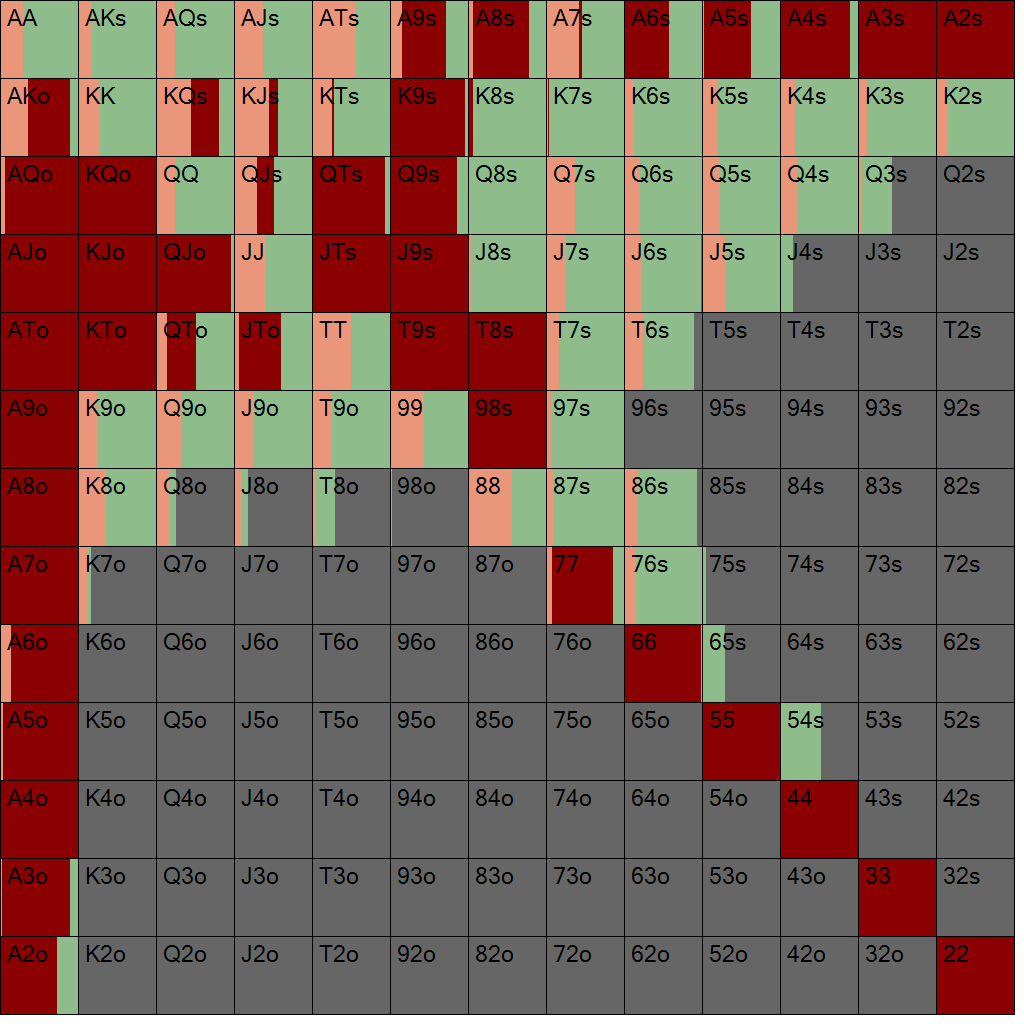 AA AKs AQs AJs ATs A9s A8s A7s A6s A5s A4s A3s A2s
AKo KK KQs KJs KTs K9s K8s K7s K6s K5s K4s K3s K2s
AQo KQo QQ QJs QTs Q9s Q8s Q7s Q6s Q5s Q4s Q3s Q2s
AJo KJo QJo JJ JTs J9s J8s J7s J6s J5s J4s J3s J2s
ATo KTo QTo JTo TT T9s T8s T7s T6s T5s T4s T3s T2s
A9o K9o Q9o J9o T9o 99 98s 97s 96s 95s 94s 93s 92s
A8o K8o Q8o J8o T8o 98o 88 87s 86s 85s 84s 83s 82s
A7o K7o Q7o J7o T7o 97o 87o 77 76s 75s 74s 73s 72s
A6o K6o Q6o J6o T6o 96o 86o 76o 66 65s 64s 63s 62s
A5o K5o Q5o J5o T5o 95o 85o 75o 65o 55 54s 53s 52s
A4o K4o Q4o J4o T4o 94o 84o 74o 64o 54o 44 43s 42s
A3o K3o Q3o J3o T3o 93o 83o 73o 63o 53o 43o 33 32s
A2o K2o Q2o J2o T2o 92o 82o 72o 62o 52o 42o 32o 22